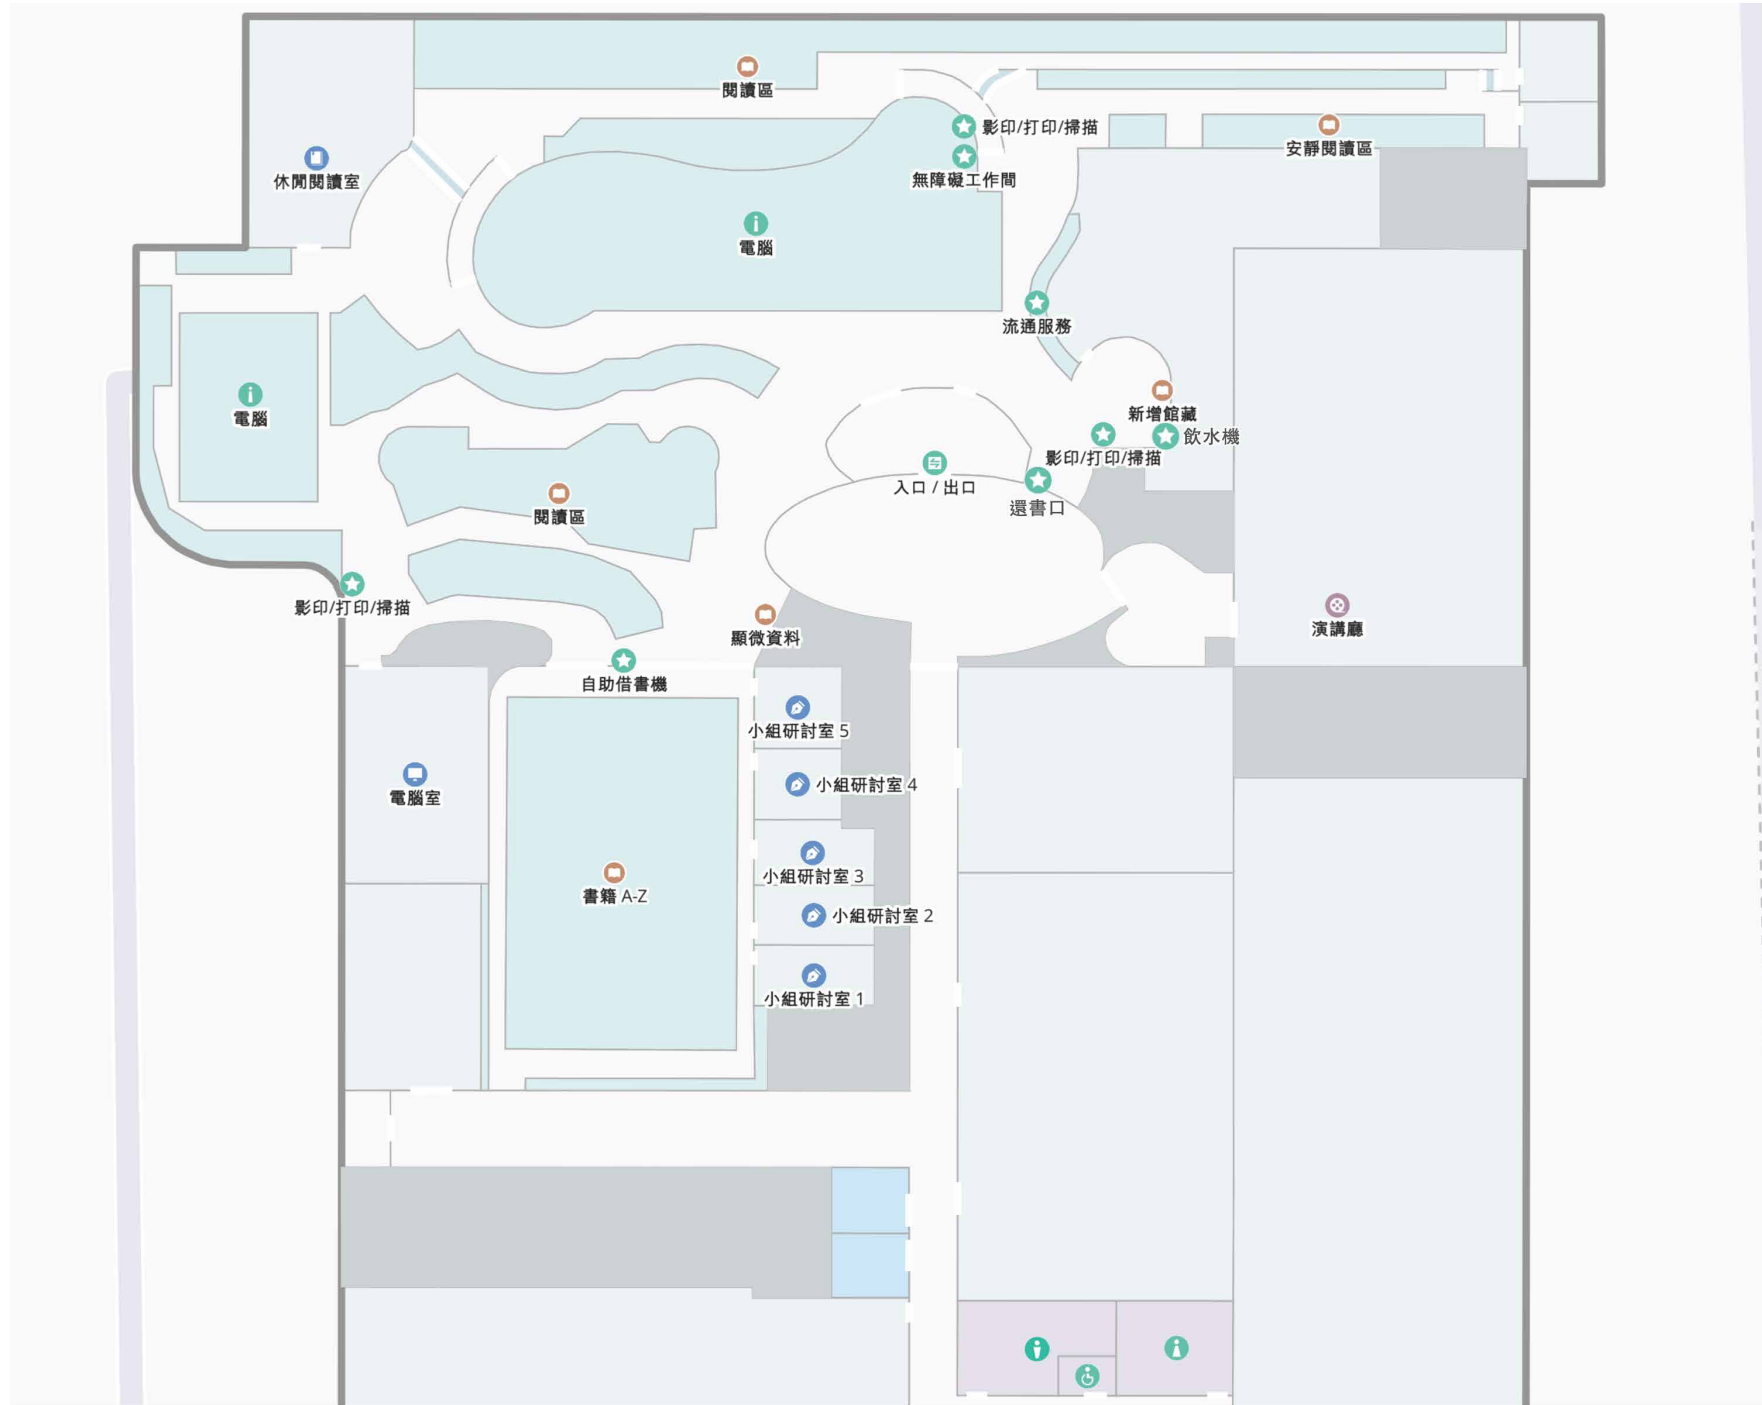 閱讀區
影印/打印/掃描
安靜閱讀區
休閒閱讀室
無障礙工作間
電腦
流通服務
電腦
新增館藏
飲水機
影印/打印/掃描
入口 / 出口
還書口
閱讀區
影印/打印/掃描
顯微資料
演講廳
自助借書機
小組研討室 5
小組研討室 4
電腦室
小組研討室 3
書籍 A-Z
小組研討室 2
小組研討室 1